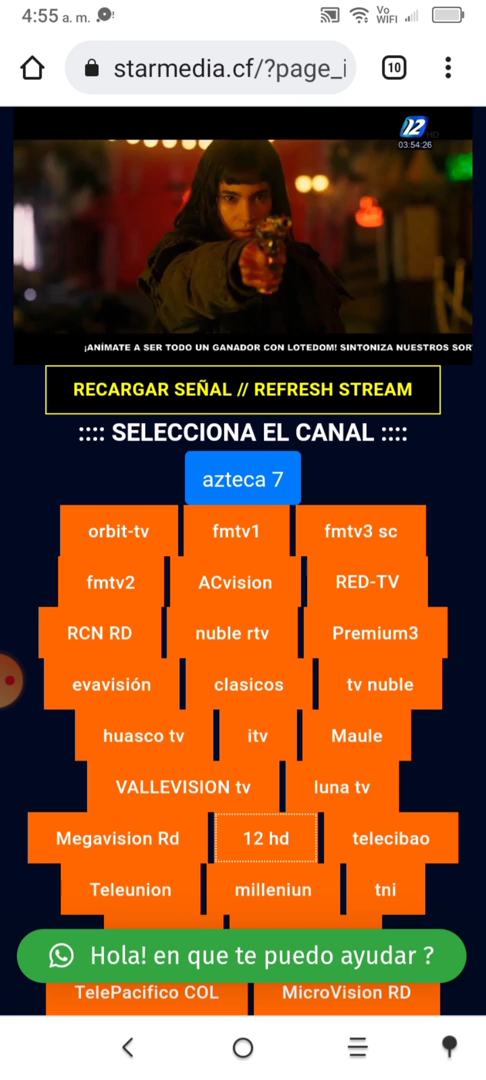 4:55 a. m.
Vo
WIFI
starmedia.cf/?page_i
10
12
HD
03:54:26
¡ANÍMATE A SER TODO UN GANADOR CON LOTEDOM! SINTONIZA NUESTROS SOR
RECARGAR SEÑAL // REFRESH STREAM
:::: SELECCIONA EL CANAL ::::
azteca 7
orbit-tv fmtv1 fmtv3 sc
fmtv2 ACvision RED-TV
RCN RD nuble rtv Premium3
evavisión clasicos tv nuble
huasco tv itv Maule
VALLEVISION tv luna tv
Megavision Rd 12 hd telecibao
Teleunion milleniun tni
Hola! en que te puedo ayudar ?
TelePacifico COL MicroVision RD